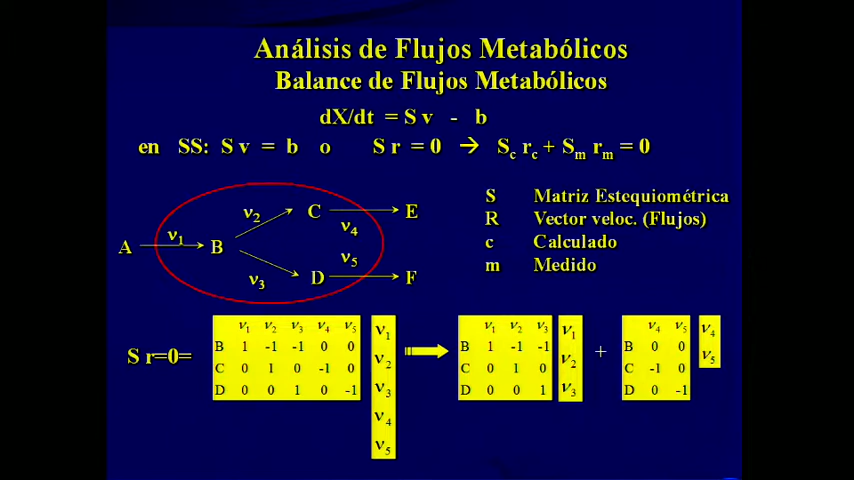 Análisis de Flujos Metabólicos
Balance de Flujos Metabólicos
dX/dt = S v - b
en SS: S v = b o S r = 0 → Sc rc + Sm rm = 0
S Matriz Estequiométrica
R Vector veloc. (Flujos)
c Calculado
m Medido
A ν1 B ν2 C ν4 E
ν3 D ν5 F
S r=0=
ν1 ν2 ν3 ν4 ν5
B 1 -1 -1 0 0
C 0 1 0 -1 0
D 0 0 1 0 -1
ν1
ν2
ν3
ν4
ν5
ν1 ν2 ν3
B 1 -1 -1
C 0 1 0
D 0 0 1
ν1
ν2
ν3
+
ν4 ν5
B 0 0
C -1 0
D 0 -1
ν4
ν5